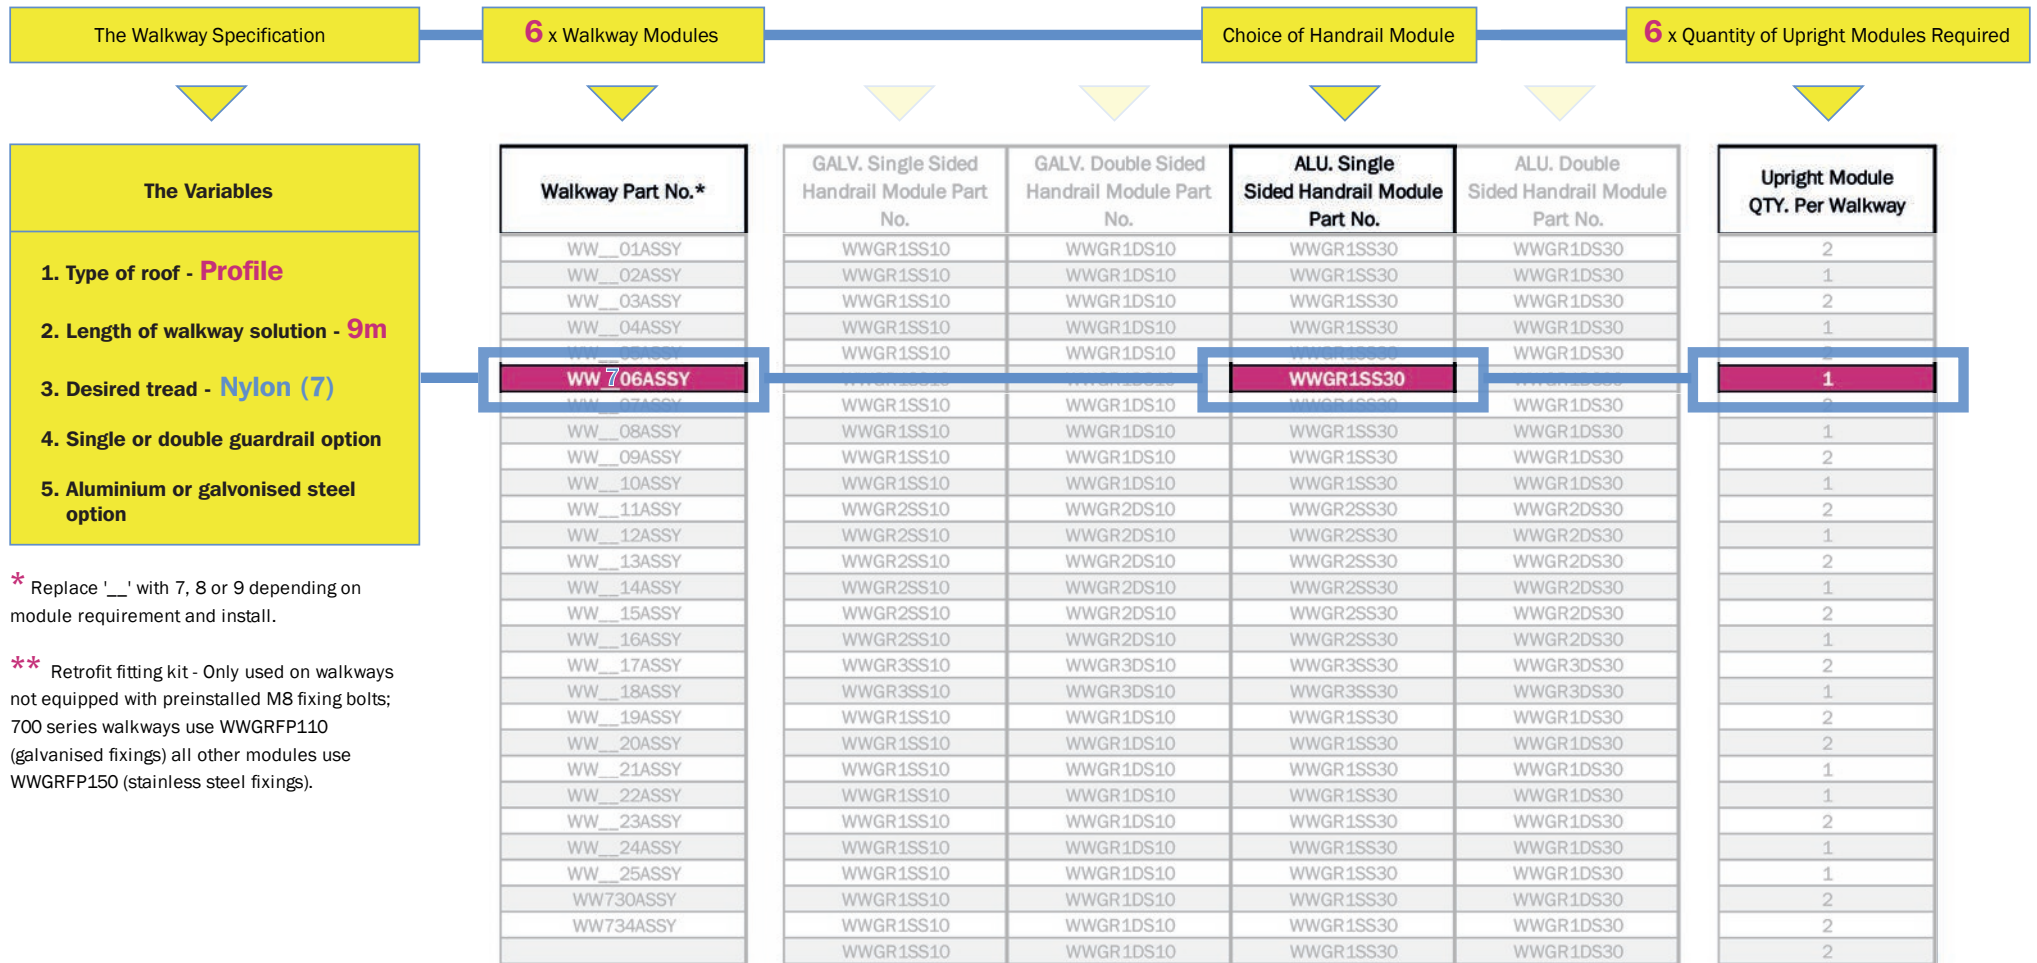 The Walkway Specification
6 x Walkway Modules
Choice of Handrail Module
6 x Quantity of Upright Modules Required
The Variables
1. Type of roof - Profile
2. Length of walkway solution - 9m
3. Desired tread - Nylon (7)
4. Single or double guardrail option
5. Aluminium or galvonised steel
option
* Replace '__' with 7, 8 or 9 depending on
module requirement and install.
** Retrofit fitting kit - Only used on walkways
not equipped with preinstalled M8 fixing bolts;
700 series walkways use WWGRFP110
(galvanised fixings) all other modules use
WWGRFP150 (stainless steel fixings).
Walkway Part No.*
GALV. Single Sided
Handrail Module Part
No.
GALV. Double Sided
Handrail Module Part
No.
ALU. Single
Sided Handrail Module
Part No.
ALU. Double
Sided Handrail Module
Part No.
Upright Module
QTY. Per Walkway
WW__01ASSY WWGR1SS10 WWGR1DS10 WWGR1SS30 WWGR1DS30 2
WW__02ASSY WWGR1SS10 WWGR1DS10 WWGR1SS30 WWGR1DS30 1
WW__03ASSY WWGR1SS10 WWGR1DS10 WWGR1SS30 WWGR1DS30 2
WW__04ASSY WWGR1SS10 WWGR1DS10 WWGR1SS30 WWGR1DS30 1
WW__05ASSY WWGR1SS10 WWGR1DS10 WWGR1SS30 WWGR1DS30 2
WW_706ASSY WWGR1SS30 1
WW__07ASSY WWGR1SS10 WWGR1DS10 WWGR1SS30 WWGR1DS30 2
WW__08ASSY WWGR1SS10 WWGR1DS10 WWGR1SS30 WWGR1DS30 1
WW__09ASSY WWGR1SS10 WWGR1DS10 WWGR1SS30 WWGR1DS30 2
WW__10ASSY WWGR1SS10 WWGR1DS10 WWGR1SS30 WWGR1DS30 1
WW__11ASSY WWGR2SS10 WWGR2DS10 WWGR2SS30 WWGR2DS30 2
WW__12ASSY WWGR2SS10 WWGR2DS10 WWGR2SS30 WWGR2DS30 1
WW__13ASSY WWGR2SS10 WWGR2DS10 WWGR2SS30 WWGR2DS30 2
WW__14ASSY WWGR2SS10 WWGR2DS10 WWGR2SS30 WWGR2DS30 1
WW__15ASSY WWGR2SS10 WWGR2DS10 WWGR2SS30 WWGR2DS30 2
WW__16ASSY WWGR2SS10 WWGR2DS10 WWGR2SS30 WWGR2DS30 1
WW__17ASSY WWGR3SS10 WWGR3DS10 WWGR3SS30 WWGR3DS30 2
WW__18ASSY WWGR3SS10 WWGR3DS10 WWGR3SS30 WWGR3DS30 1
WW__19ASSY WWGR1SS10 WWGR1DS10 WWGR1SS30 WWGR1DS30 2
WW__20ASSY WWGR1SS10 WWGR1DS10 WWGR1SS30 WWGR1DS30 2
WW__21ASSY WWGR1SS10 WWGR1DS10 WWGR1SS30 WWGR1DS30 1
WW__22ASSY WWGR1SS10 WWGR1DS10 WWGR1SS30 WWGR1DS30 1
WW__23ASSY WWGR1SS10 WWGR1DS10 WWGR1SS30 WWGR1DS30 2
WW__24ASSY WWGR1SS10 WWGR1DS10 WWGR1SS30 WWGR1DS30 1
WW__25ASSY WWGR1SS10 WWGR1DS10 WWGR1SS30 WWGR1DS30 1
WW730ASSY WWGR1SS10 WWGR1DS10 WWGR1SS30 WWGR1DS30 2
WW734ASSY WWGR1SS10 WWGR1DS10 WWGR1SS30 WWGR1DS30 2
WWGR1SS10 WWGR1DS10 WWGR1SS30 WWGR1DS30 2